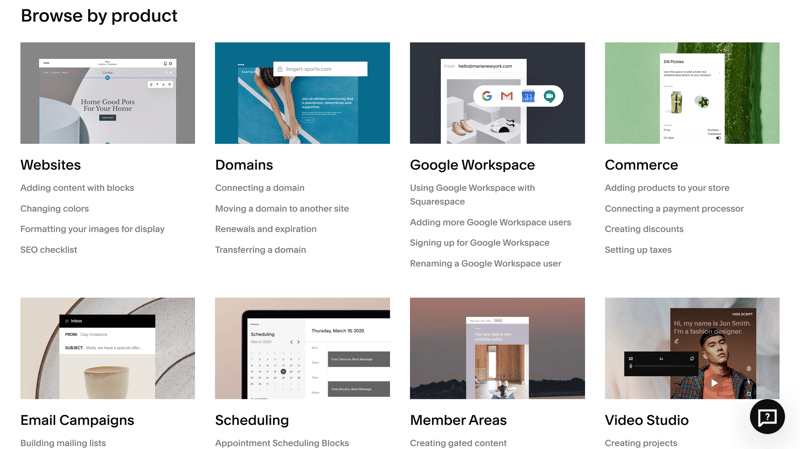 Browse by product
bogart-sports.com
From: hello@marienewyork.com
Dill Pickles
Home Good Pots
For Your Home
Websites
Domains
Google Workspace
Commerce
Adding content with blocks
Connecting a domain
Using Google Workspace with
Squarespace
Adding products to your store
Changing colors
Moving a domain to another site
Adding more Google Workspace users
Connecting a payment processor
Formatting your images for display
Renewals and expiration
Signing up for Google Workspace
Creating discounts
SEO checklist
Transferring a domain
Renaming a Google Workspace user
Setting up taxes
Inbox
FROM: Clay Creations
SUBJECT: Molly, we have a special offer...
Scheduling
March 2020
Thursday, March 19, 2020
HIDE SCRIPT
Hi, my name is Jon Smith.
I'm a fashion designer.
Email Campaigns
Scheduling
Member Areas
Video Studio
Building mailing lists
Appointment Scheduling Blocks
Creating gated content
Creating projects